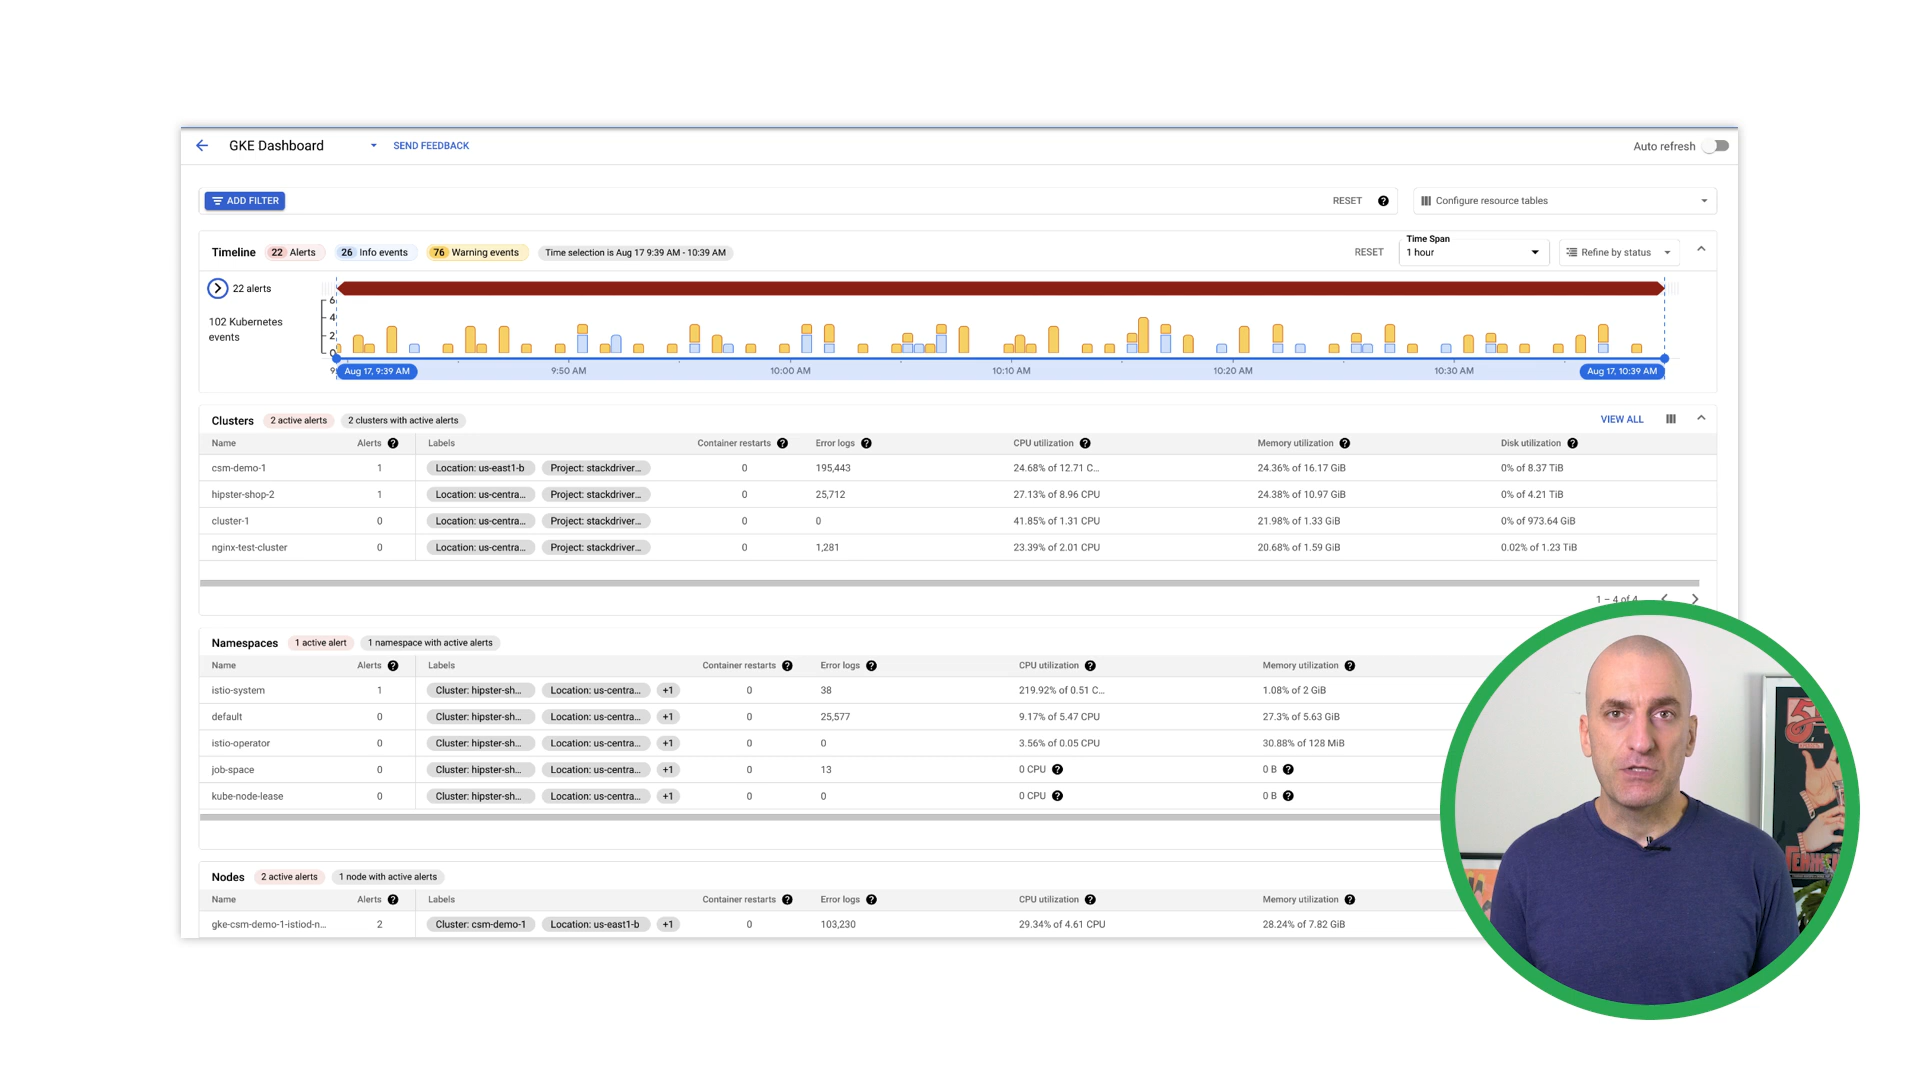 GKE Dashboard SEND FEEDBACK Auto refresh
ADD FILTER RESET Configure resource tables
Timeline 22 Alerts 26 Info events 76 Warning events Time selection is Aug 17 9:39 AM - 10:39 AM RESET Time Span 1 hour Refine by status
22 alerts
102 Kubernetes
events
6
4
2
0
Aug 17, 9:39 AM 9:50 AM 10:00 AM 10:10 AM 10:20 AM 10:30 AM Aug 17, 10:39 AM
Clusters 2 active alerts 2 clusters with active alerts VIEW ALL
Name Alerts Labels Container restarts Error logs CPU utilization Memory utilization Disk utilization
csm-demo-1 1 Location: us-east1-b Project: stackdriver... 0 195,443 24.68% of 12.71 C... 24.36% of 16.17 GiB 0% of 8.37 TiB
hipster-shop-2 1 Location: us-centra... Project: stackdriver... 0 25,712 27.13% of 8.96 CPU 24.38% of 10.97 GiB 0% of 4.21 TiB
cluster-1 0 Location: us-centra... Project: stackdriver... 0 0 41.85% of 1.31 CPU 21.98% of 1.33 GiB 0% of 973.64 GiB
nginx-test-cluster 0 Location: us-centra... Project: stackdriver... 0 1,281 23.39% of 2.01 CPU 20.68% of 1.59 GiB 0.02% of 1.23 TiB
1 – 4 of 4
Namespaces 1 active alert 1 namespace with active alerts
Name Alerts Labels Container restarts Error logs CPU utilization Memory utilization
istio-system 1 Cluster: hipster-sh... Location: us-centra... +1 0 38 219.92% of 0.51 C... 1.08% of 2 GiB
default 0 Cluster: hipster-sh... Location: us-centra... +1 0 25,577 9.17% of 5.47 CPU 27.3% of 5.63 GiB
istio-operator 0 Cluster: hipster-sh... Location: us-centra... +1 0 0 3.56% of 0.05 CPU 30.88% of 128 MiB
job-space 0 Cluster: hipster-sh... Location: us-centra... +1 0 13 0 CPU 0 B
kube-node-lease 0 Cluster: hipster-sh... Location: us-centra... +1 0 0 0 CPU 0 B
Nodes 2 active alerts 1 node with active alerts
Name Alerts Labels Container restarts Error logs CPU utilization Memory utilization
gke-csm-demo-1-istiod-n... 2 Cluster: csm-demo-1 Location: us-east1-b +1 0 103,230 29.34% of 4.61 CPU 28.24% of 7.82 GiB